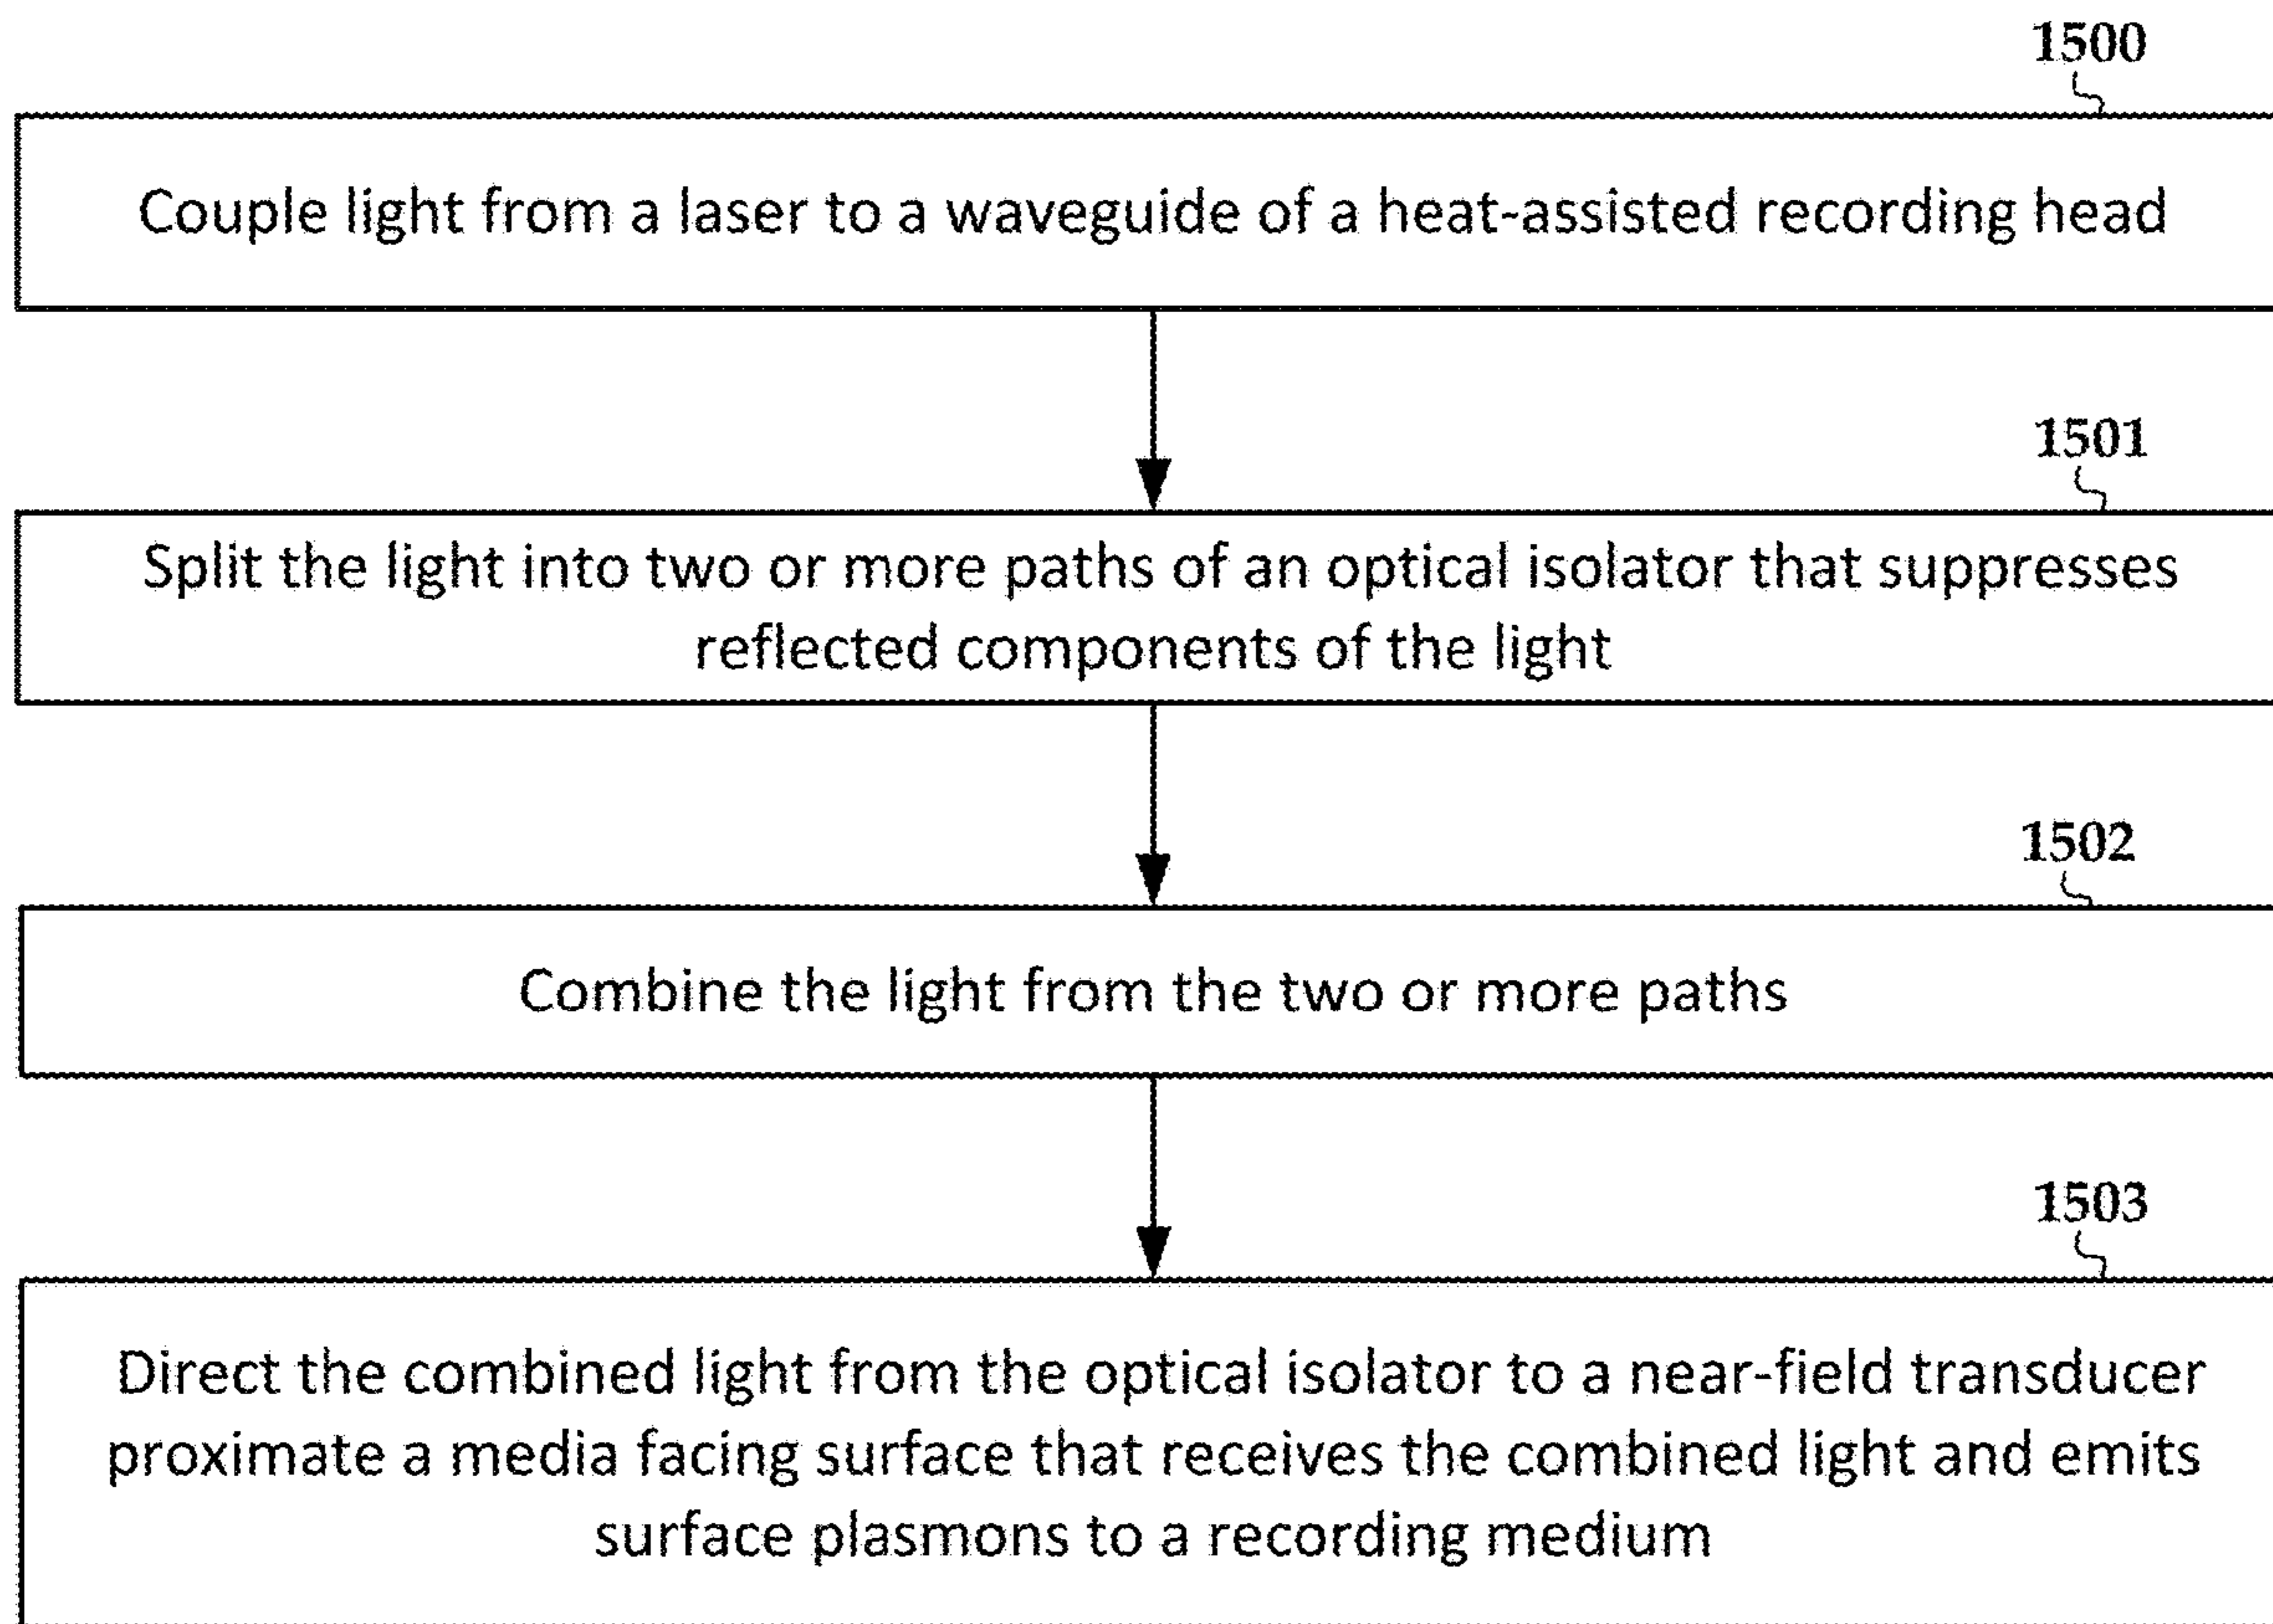 1500
Couple light from a laser to a waveguide of a heat-assisted recording head
1501
Split the light into two or more paths of an optical isolator that suppresses
reflected components of the light
1502
Combine the light from the two or more paths
1503
Direct the combined light from the optical isolator to a near-field transducer
proximate a media facing surface that receives the combined light and emits
surface plasmons to a recording medium